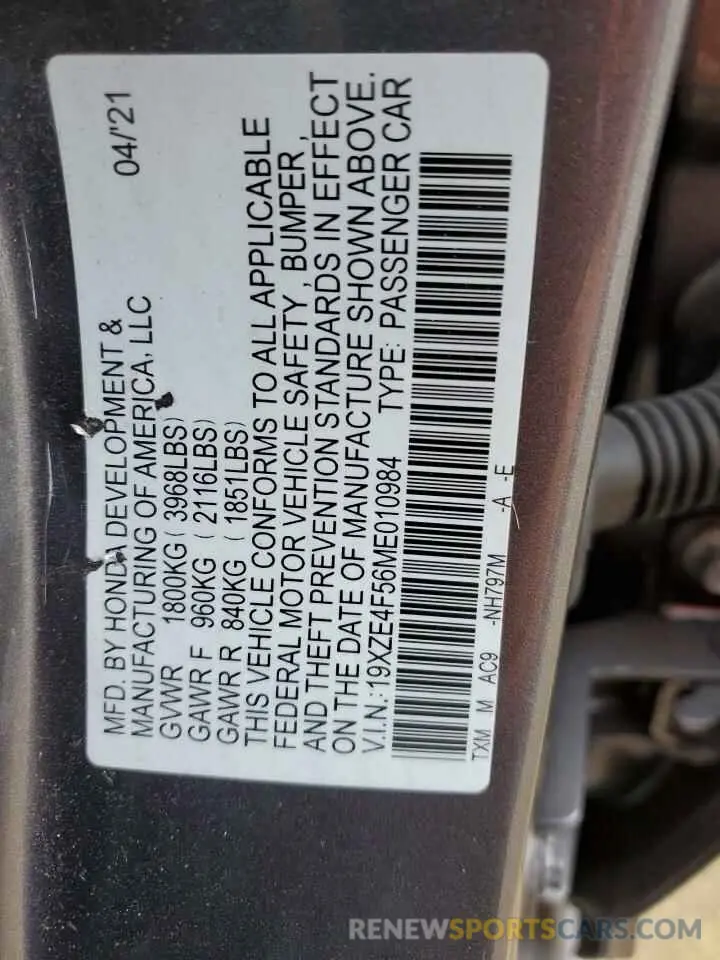 MFD. BY HONDA DEVELOPMENT &
MANUFACTURING OF AMERICA, LLC 04/'21
GVWR 1800KG ( 3968LBS)
GAWR F 960KG ( 2116LBS)
GAWR R 840KG ( 1851LBS)
THIS VEHICLE CONFORMS TO ALL APPLICABLE
FEDERAL MOTOR VEHICLE SAFETY, BUMPER,
AND THEFT PREVENTION STANDARDS IN EFFECT
ON THE DATE OF MANUFACTURE SHOWN ABOVE.
V.I.N.:19XZE4F56ME010984 TYPE: PASSENGER CAR
TXM M AC9 -NH797M -A -E
RENEWSPORTSCARS.COM